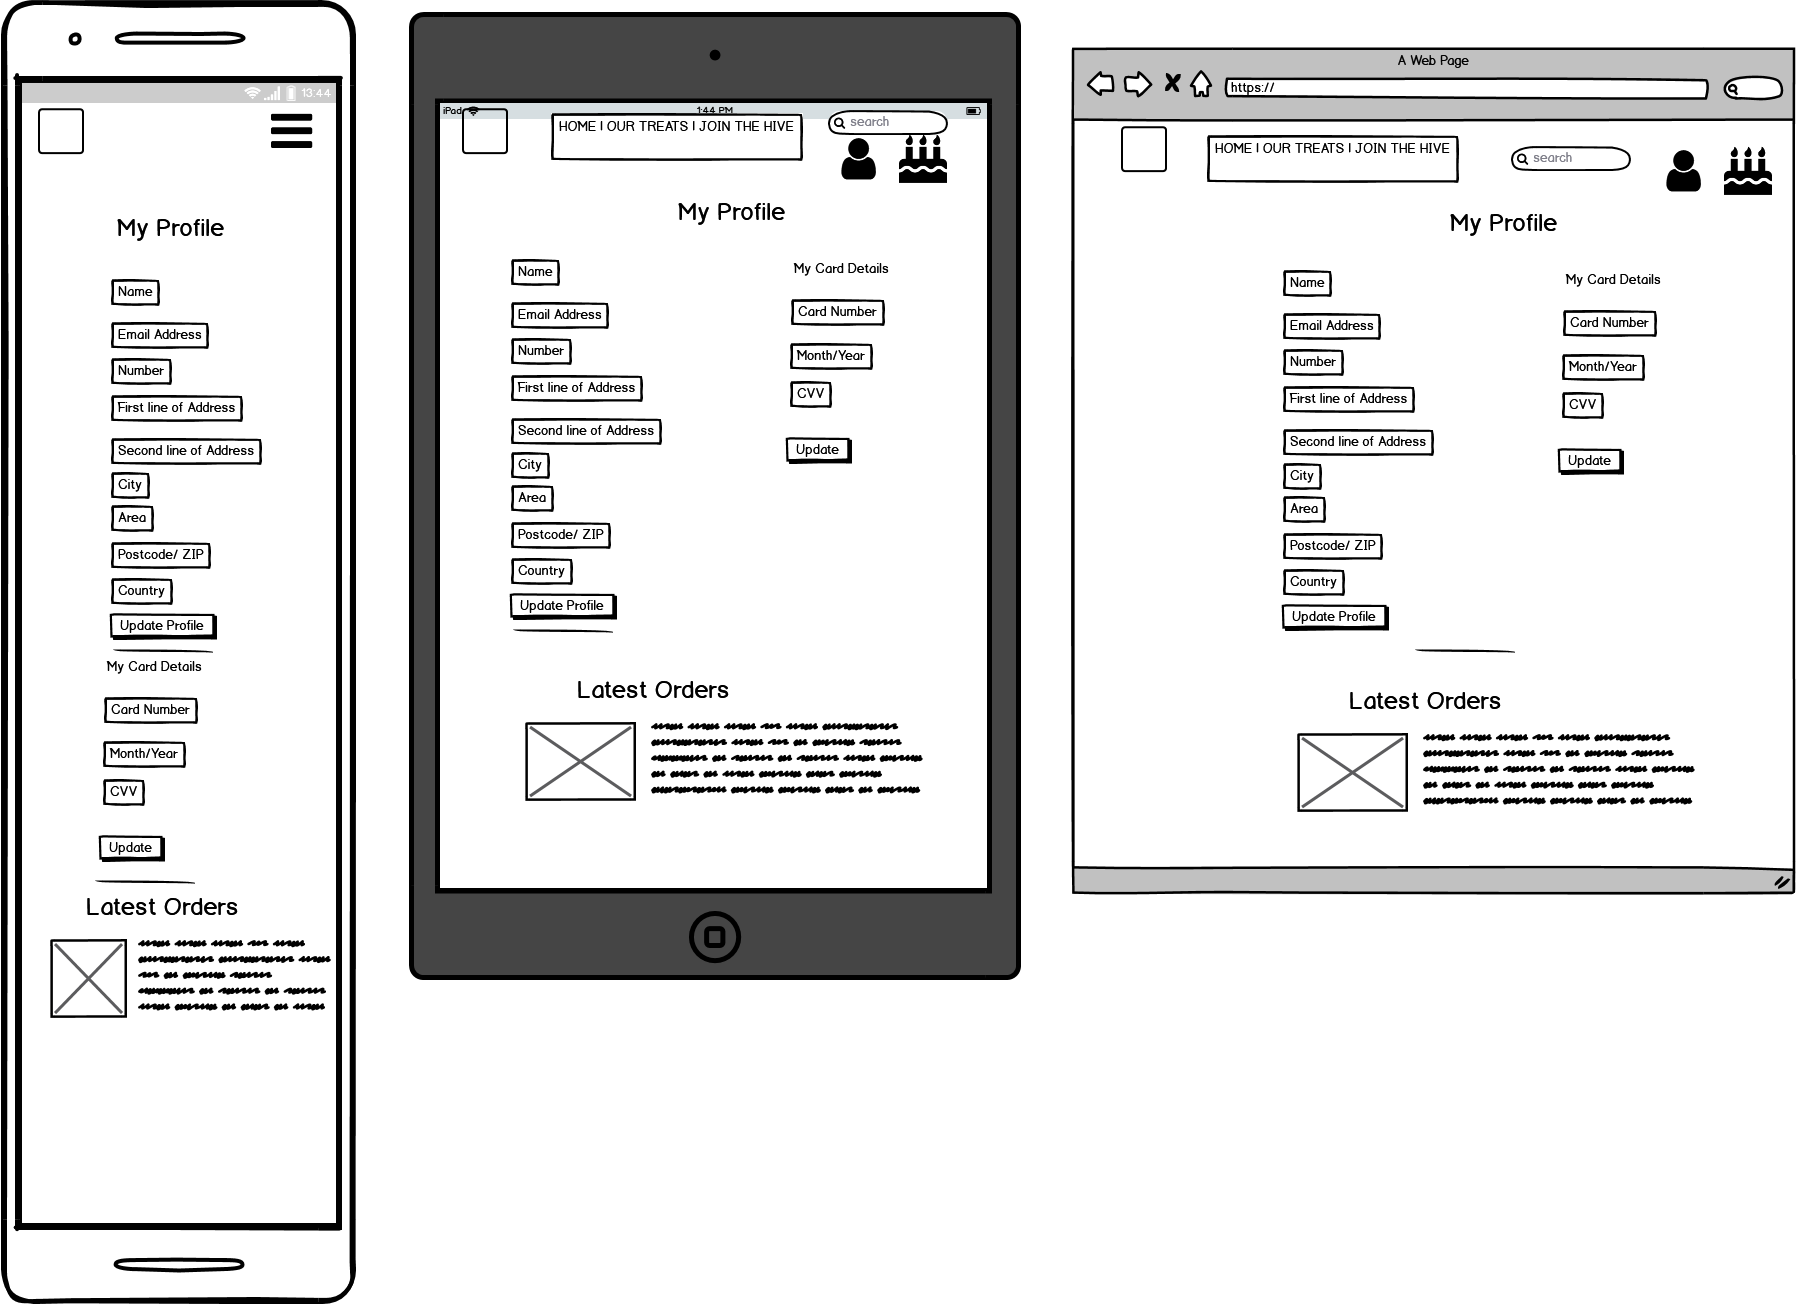 13:44
My Profile
Name
Email Address
Number
First line of Address
Second line of Address
City
Area
Postcode/ ZIP
Country
Update Profile
My Card Details
Card Number
Month/Year
CVV
Update
Latest Orders
iPad
1:44 PM
HOME | OUR TREATS | JOIN THE HIVE
search
My Profile
Name
Email Address
Number
First line of Address
Second line of Address
City
Area
Postcode/ ZIP
Country
Update Profile
My Card Details
Card Number
Month/Year
CVV
Update
Latest Orders
A Web Page
https://
HOME | OUR TREATS | JOIN THE HIVE
search
My Profile
Name
Email Address
Number
First line of Address
Second line of Address
City
Area
Postcode/ ZIP
Country
Update Profile
My Card Details
Card Number
Month/Year
CVV
Update
Latest Orders